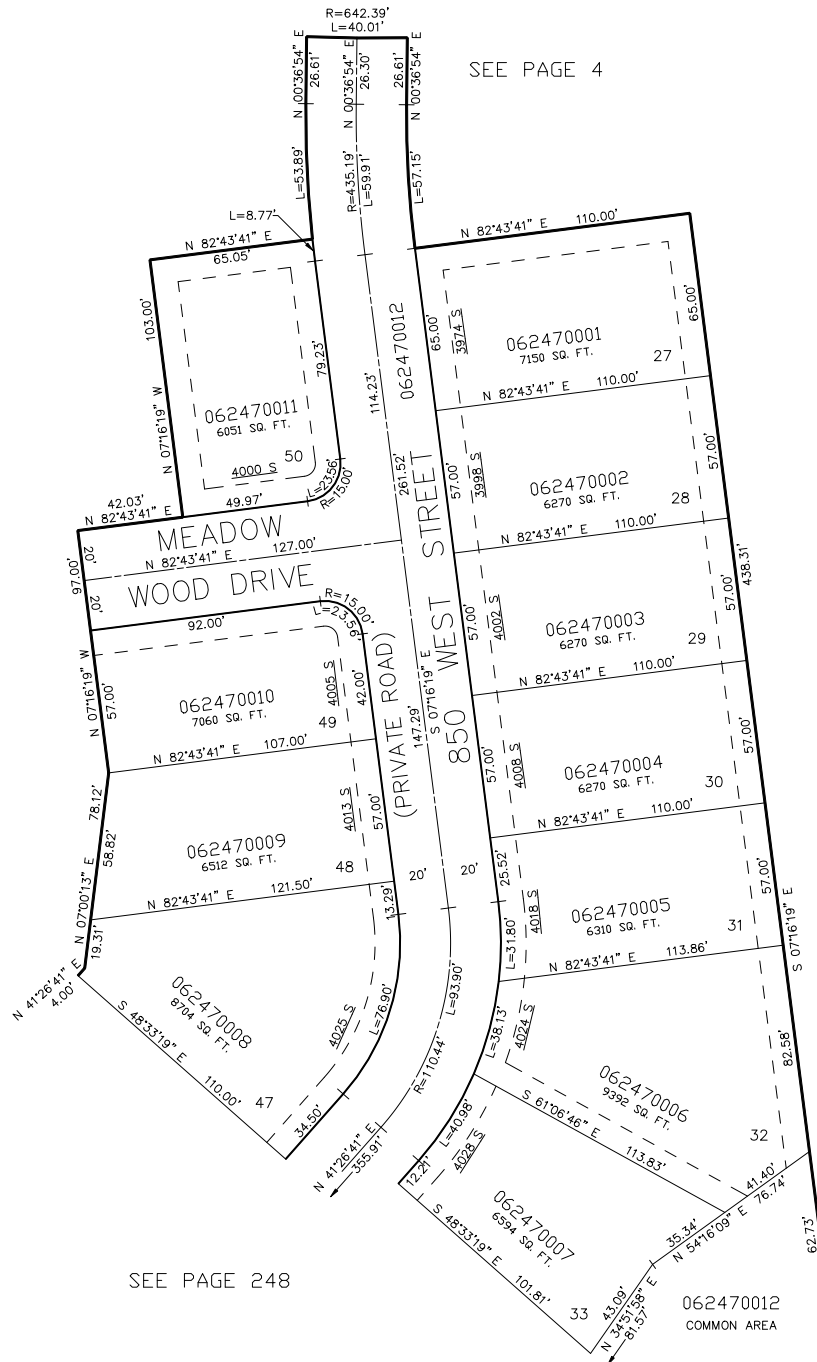 R=642.39'
L=40.01'
N 00°36'54" E
26.61'
N 00°36'54" E
26.30'
26.61'
N 00°36'54" E
SEE PAGE 4
L=53.89'
R=435.19'
L=59.91'
L=57.15'
L=8.77'
N 82°43'41" E
65.05'
N 82°43'41" E 110.00'
103.00'
N 07°16'19" W
79.23'
114.23'
062470012
65.00'
3974 S
062470001
7150 SQ. FT.
27
65.00'
N 82°43'41" E 110.00'
062470011
6051 SQ. FT.
4000 S
50
L=23.56'
R=15.00'
261.52'
57.00'
3998 S
062470002
6270 SQ. FT.
28
57.00'
42.03'
N 82°43'41" E
49.97'
MEADOW
N 82°43'41" E 127.00'
WOOD DRIVE
97.00'
20'
20'
N 82°43'41" E 110.00'
438.31'
R=15.00'
L=23.56'
92.00'
850 WEST STREET
(PRIVATE ROAD)
57.00'
4002 S
062470003
6270 SQ. FT.
29
57.00'
N 07°16'19" W
57.00'
4005 S
42.00'
062470010
7060 SQ. FT.
49
S 07°16'19" E
147.29'
N 82°43'41" E 110.00'
N 82°43'41" E 107.00'
57.00'
4008 S
062470004
6270 SQ. FT.
30
57.00'
78.12'
58.82'
N 07°00'13" E
4013 S
57.00'
062470009
6512 SQ. FT.
48
N 82°43'41" E 110.00'
N 82°43'41" E 121.50'
20'
20'
25.52'
13.29'
L=31.80'
4018 S
062470005
6310 SQ. FT.
31
57.00'
S 07°16'19" E
19.31'
N 41°26'41" E
4.00'
N 82°43'41" E 113.86'
062470008
8704 SQ. FT.
4025 S
L=76.90'
L=93.90'
R=110.44'
L=38.13'
4024 S
82.58'
S 48°33'19" E
110.00'
47
34.50'
062470006
9392 SQ. FT.
32
S 61°06'46" E
113.83'
L=40.98'
4028 S
N 41°26'41" E
355.91'
12.21'
41.40'
76.74'
35.34'
N 54°16'09" E
062470007
6594 SQ. FT.
S 48°33'19" E
101.81'
33
62.73'
43.09'
N 34°51'58" E
81.57'
SEE PAGE 248
062470012
COMMON AREA